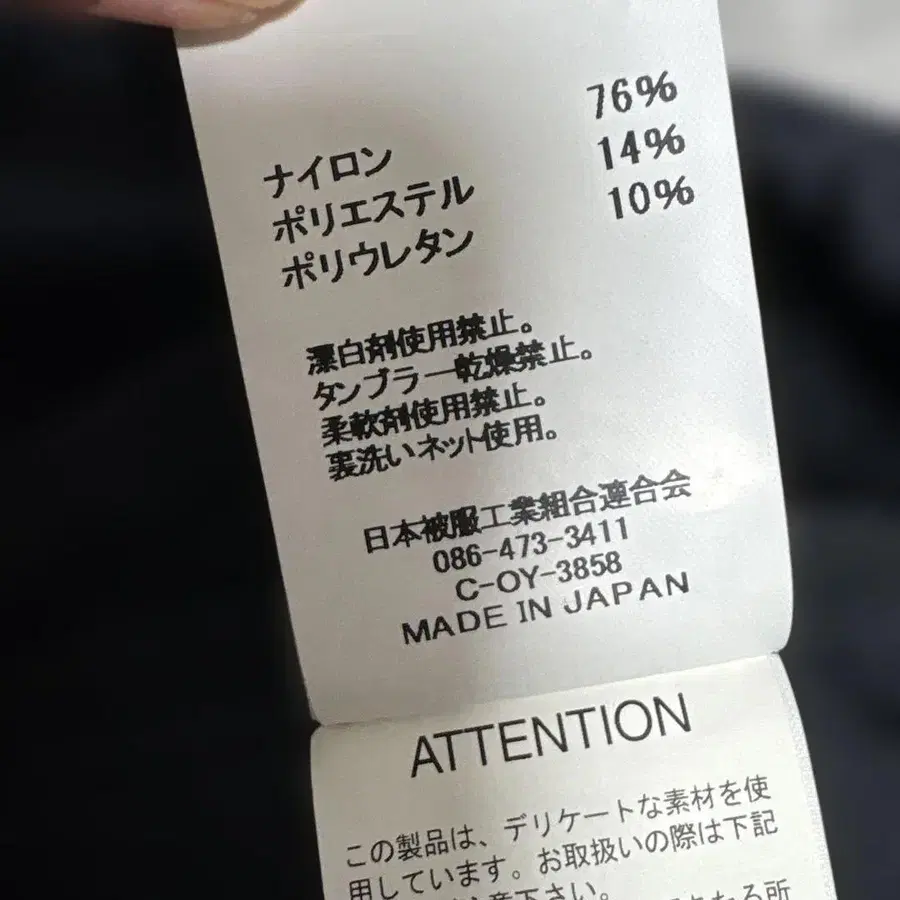 ナイロン 76%
ポリエステル 14%
ポリウレタン 10%
漂白剤使用禁止。
タンブラー乾燥禁止。
柔軟剤使用禁止。
裏洗いネット使用。
日本被服工業組合連合会
086-473-3411
C-OY-3858
MADE IN JAPAN
ATTENTION
この製品は、デリケートな素材を使
用しています。お取扱いの際は下記
意下さい。
所